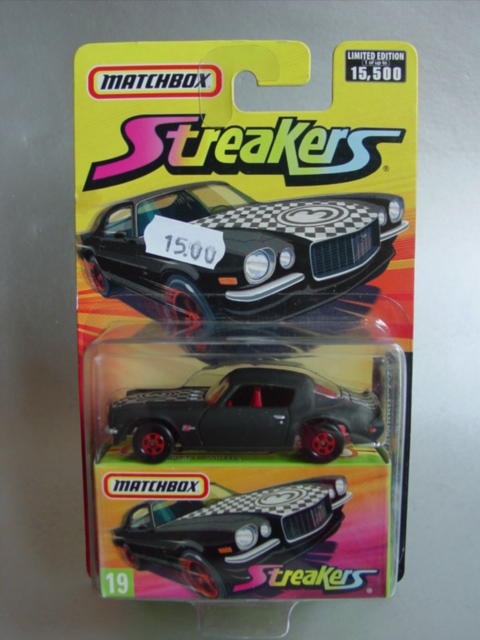 MATCHBOX
LIMITED EDITION
1 of up to
15,500
Streakers®
15.00
MATCHBOX
Streakers®
19